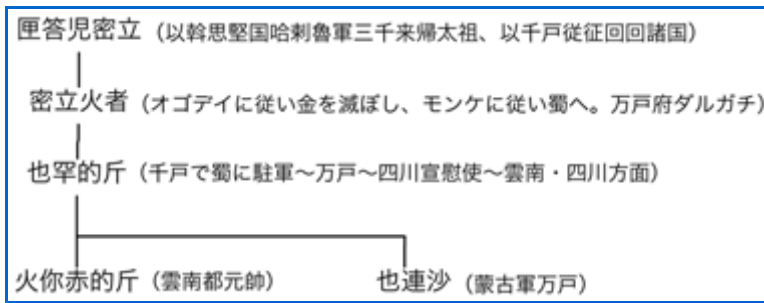 匣答児密立（以斡思堅国哈剌魯軍三千来帰太祖、以千戸従征回回諸国）
密立火者（オゴデイに従い金を滅ぼし、モンケに従い蜀へ。万戸府ダルガチ）
也罕的斤（千戸で蜀に駐軍～万戸～四川宣慰使～雲南・四川方面）
火你赤的斤（雲南都元帥）　也連沙（蒙古軍万戸）